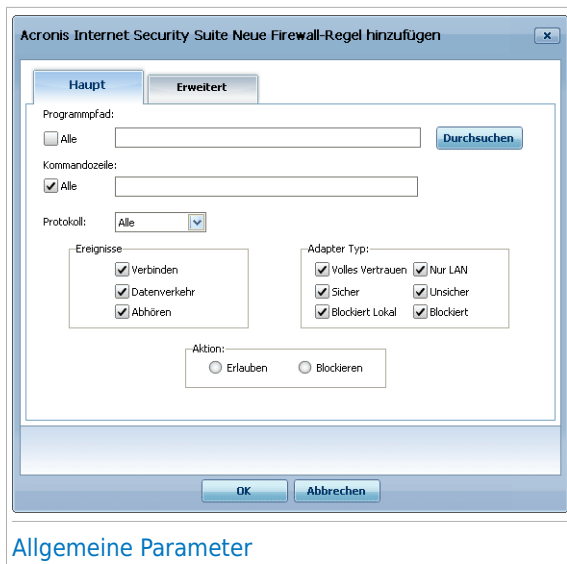 Acronis Internet Security Suite Neue Firewall-Regel hinzufügen
Haupt
Erweitert
Programmpfad:
Alle
Durchsuchen
Kommandozeile:
Alle
Protokoll: Alle
Ereignisse
Verbinden
Datenverkehr
Abhören
Adapter Typ:
Volles Vertrauen Nur LAN
Sicher Unsicher
Blockiert Lokal Blockiert
Aktion:
Erlauben Blockieren
OK Abbrechen
Allgemeine Parameter